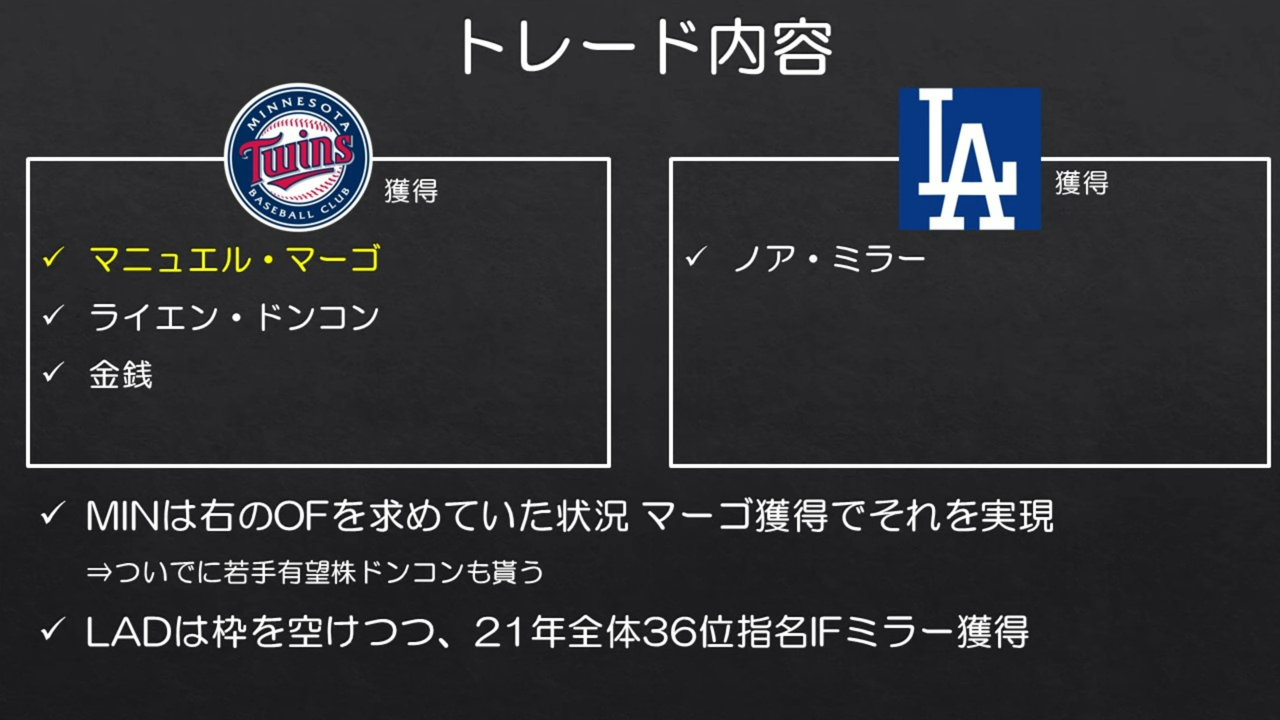 トレード内容
MINNESOTA
Twins
BASEBALL CLUB
獲得
✓ マニュエル・マーゴ
✓ ライエン・ドンコン
✓ 金銭
LA
獲得
✓ ノア・ミラー
✓ MINは右のOFを求めていた状況 マーゴ獲得でそれを実現
⇒ついでに若手有望株ドンコンも貰う
✓ LADは枠を空けつつ、21年全体36位指名IFミラー獲得